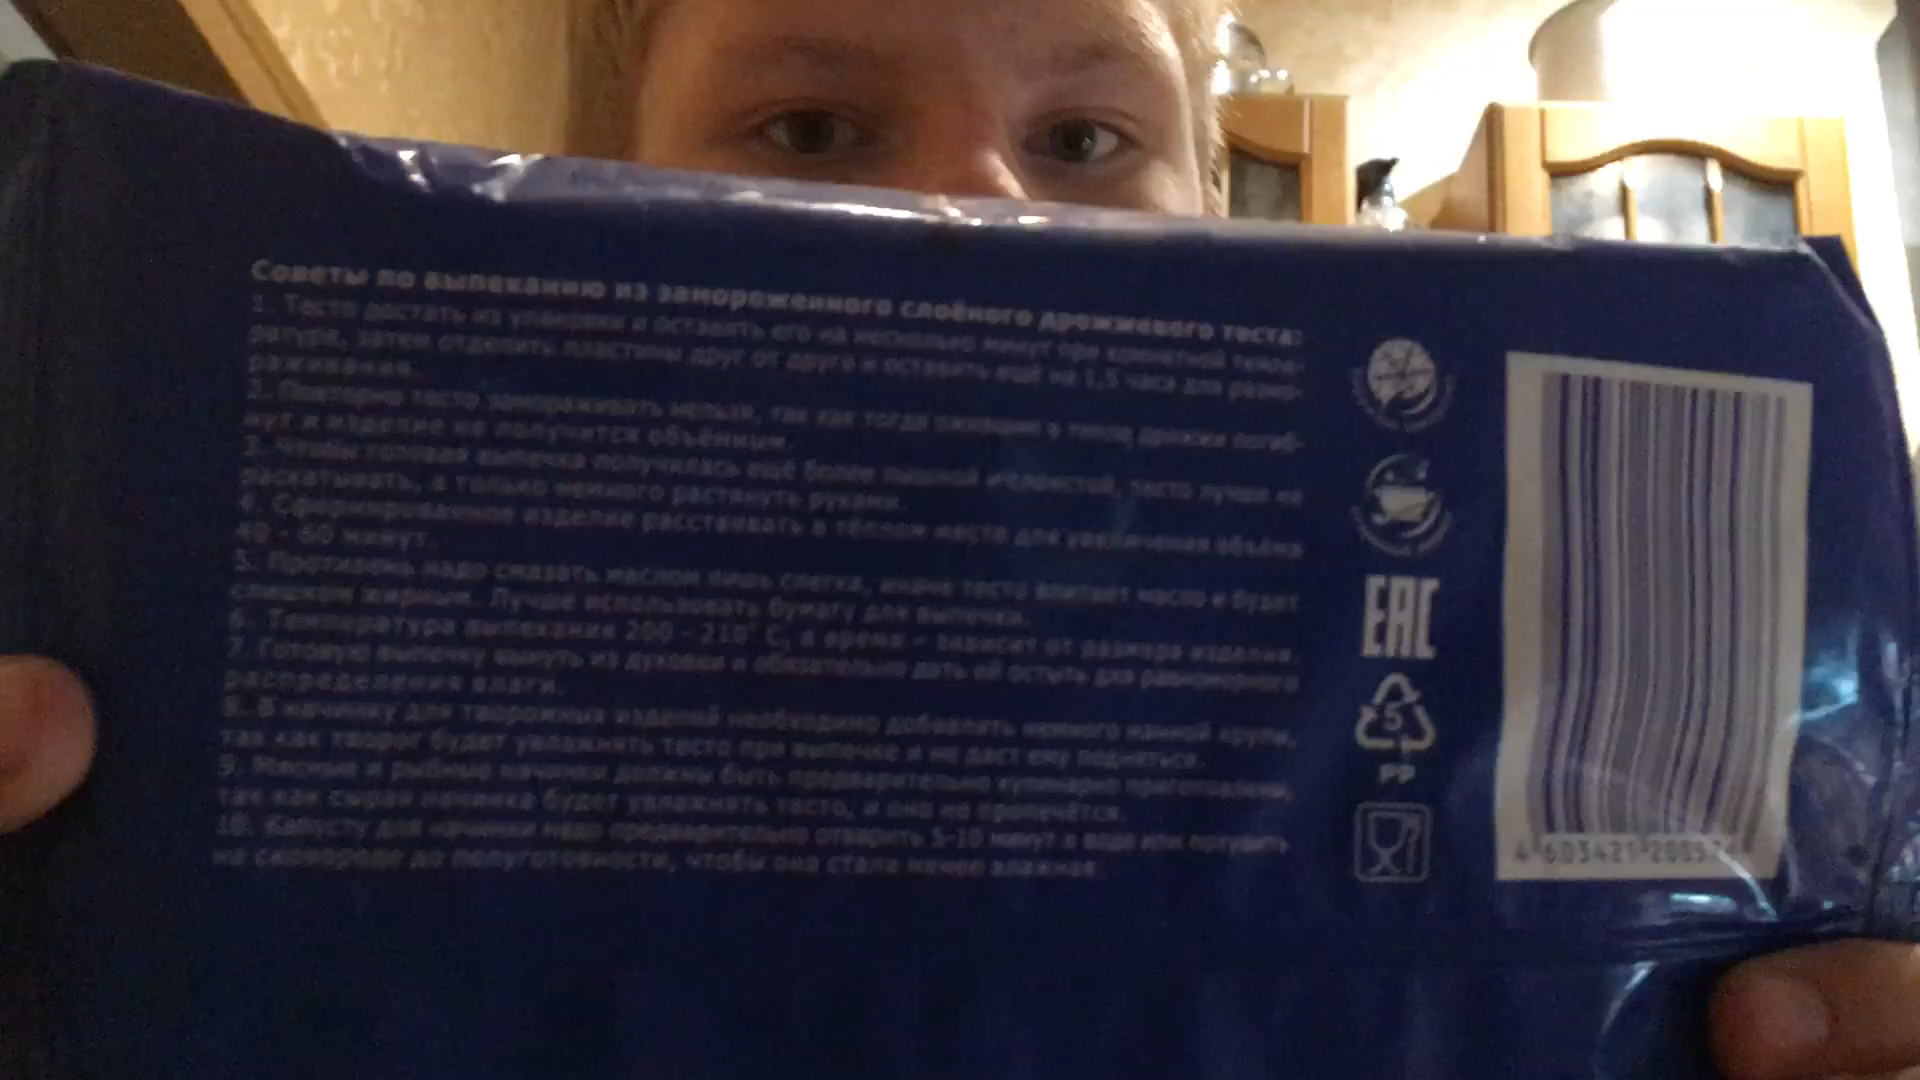 Советы по выпеканию из замороженного слоёного дрожжевого теста:
1. Тесто достать из упаковки и оставить его на несколько минут при комнатной темпе-
ратуре, затем отделить пластины друг от друга и оставить ещё на 1,5 часа для размо-
раживания.
2. Повторно тесто замораживать нельзя, так как тогда дрожжи погиб-
нут и изделие не получится объёмным.
3. Чтобы готовая выпечка получилась ещё более пышной и слоистой, тесто лучше не
раскатывать, а только немного растянуть руками.
4. Сформированное изделие расстаивать в тёплом месте для увеличения объёма
40 - 60 минут.
5. Противень надо смазать маслом лишь слегка, иначе тесто впитает масло и будет
слишком жирным. Лучше использовать бумагу для выпечки.
6. Температура выпекания 200 - 210° С, а время - зависит от размера изделия.
7. Готовую выпечку вынуть из духовки и обязательно дать ей остыть для равномерного
распределения влаги.
8. В начинку для творожных изделий необходимо добавлять немного манной крупы,
так как творог будет увлажнять тесто при выпечке и не даст ему подняться.
9. Мясные и рыбные начинки должны быть предварительно кулинарно приготовлены,
так как сырая начинка будет увлажнять тесто, и оно не пропечётся.
10. Капусту для начинки надо предварительно отварить 5-10 минут в воде или потушить
на сковороде до полуготовности, чтобы она стала менее влажная.
EAC
5
PP
4 603421 200